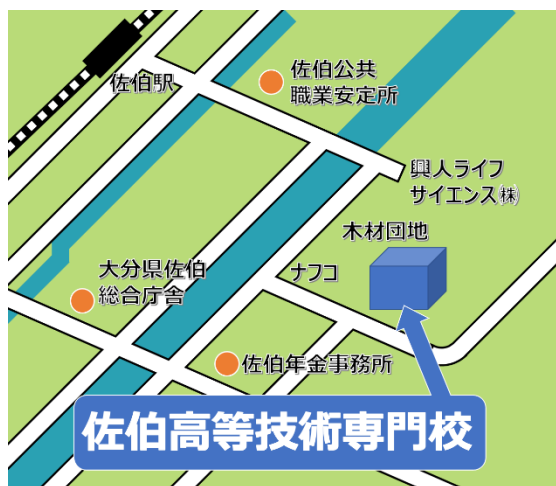 佐伯駅
佐伯公共
職業安定所
興人ライフ
サイエンス㈱
木材団地
大分県佐伯
総合庁舎
ナフコ
佐伯年金事務所
佐伯高等技術専門校